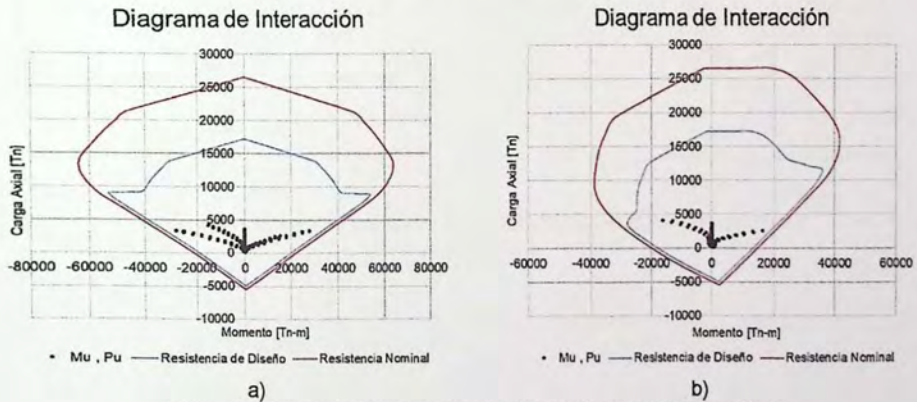 Diagrama de Interacción
30000
25000
20000
15000
10000
5000
0
-80000 -60000 -40000 -20000 0 20000 40000 60000 80000
-5000
-10000
Carga Axial [Tn]
Momento [Tn-m]
• Mu , Pu — Resistencia de Diseño — Resistencia Nominal
a)
Diagrama de Interacción
30000
25000
20000
15000
10000
5000
0
-60000 -40000 -20000 0 20000 40000 60000
-5000
-10000
Carga Axial [Tn]
Momento [Tn-m]
• Mu , Pu — Resistencia de Diseño — Resistencia Nominal
b)